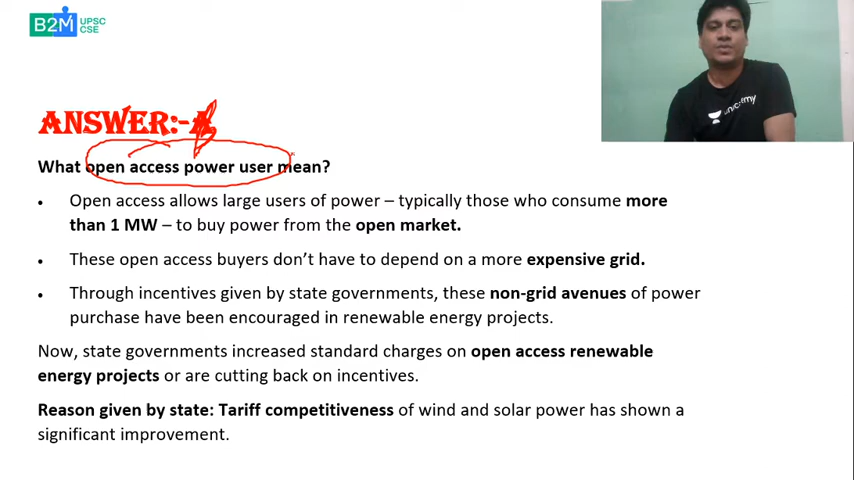 B2M UPSC
CSE
unacademy
ANSWER:-A
What open access power user mean?
• Open access allows large users of power – typically those who consume more
than 1 MW – to buy power from the open market.
• These open access buyers don't have to depend on a more expensive grid.
• Through incentives given by state governments, these non-grid avenues of power
purchase have been encouraged in renewable energy projects.
Now, state governments increased standard charges on open access renewable
energy projects or are cutting back on incentives.
Reason given by state: Tariff competitiveness of wind and solar power has shown a
significant improvement.